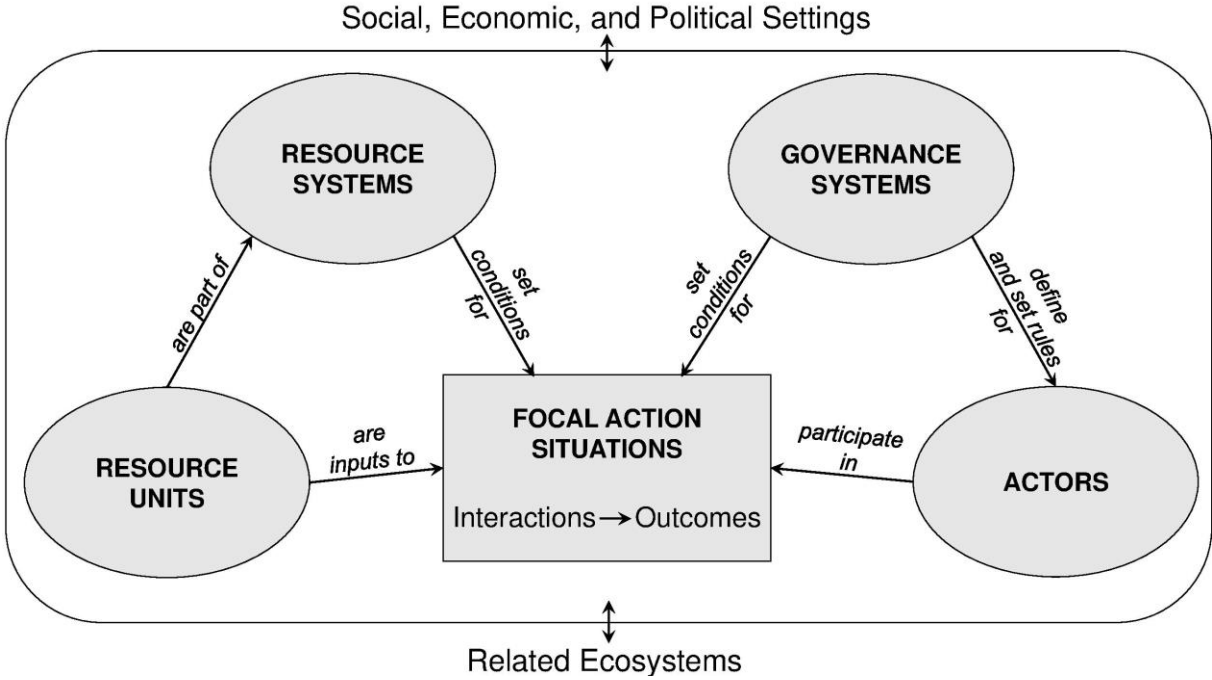 Social, Economic, and Political Settings
RESOURCE
SYSTEMS
GOVERNANCE
SYSTEMS
are part of
set
conditions
for
set
conditions
for
define
and set rules
for
RESOURCE
UNITS
are
inputs to
FOCAL ACTION
SITUATIONS
Interactions → Outcomes
participate
in
ACTORS
Related Ecosystems